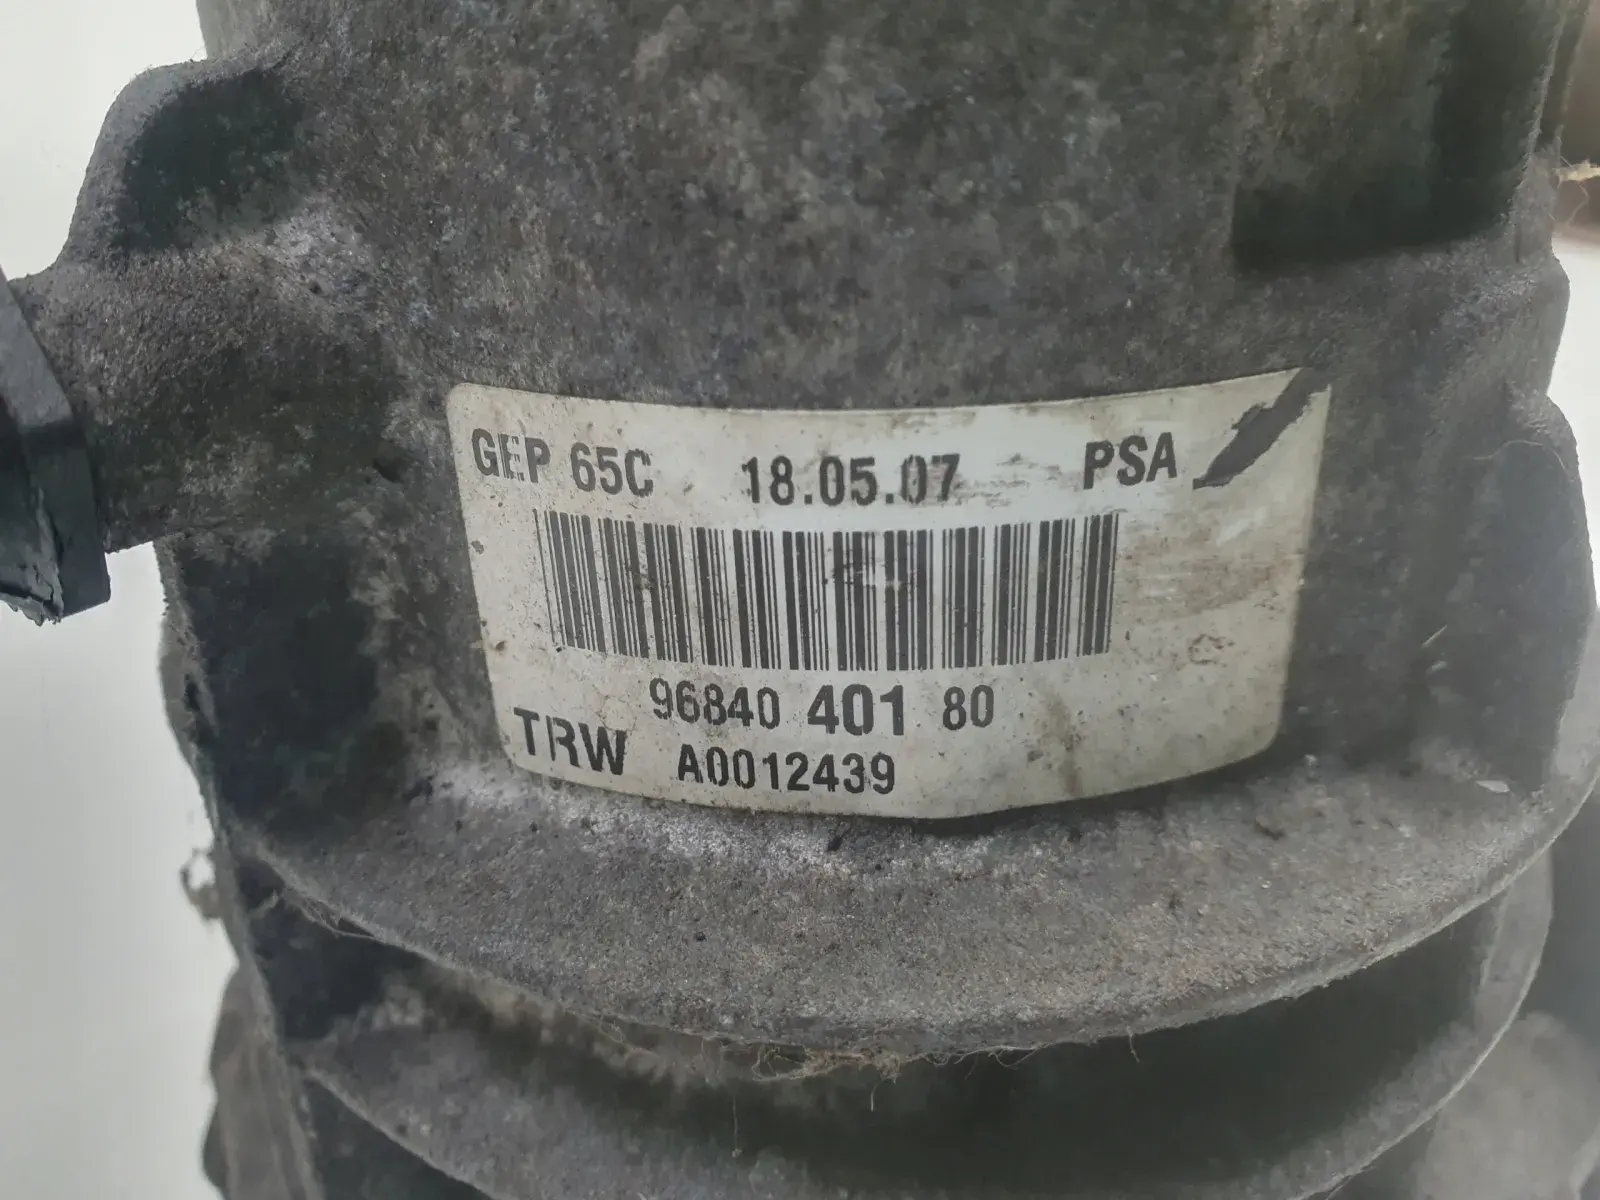 GEP 65C 18.05.07 PSA
96840 401 80
TRW A0012439